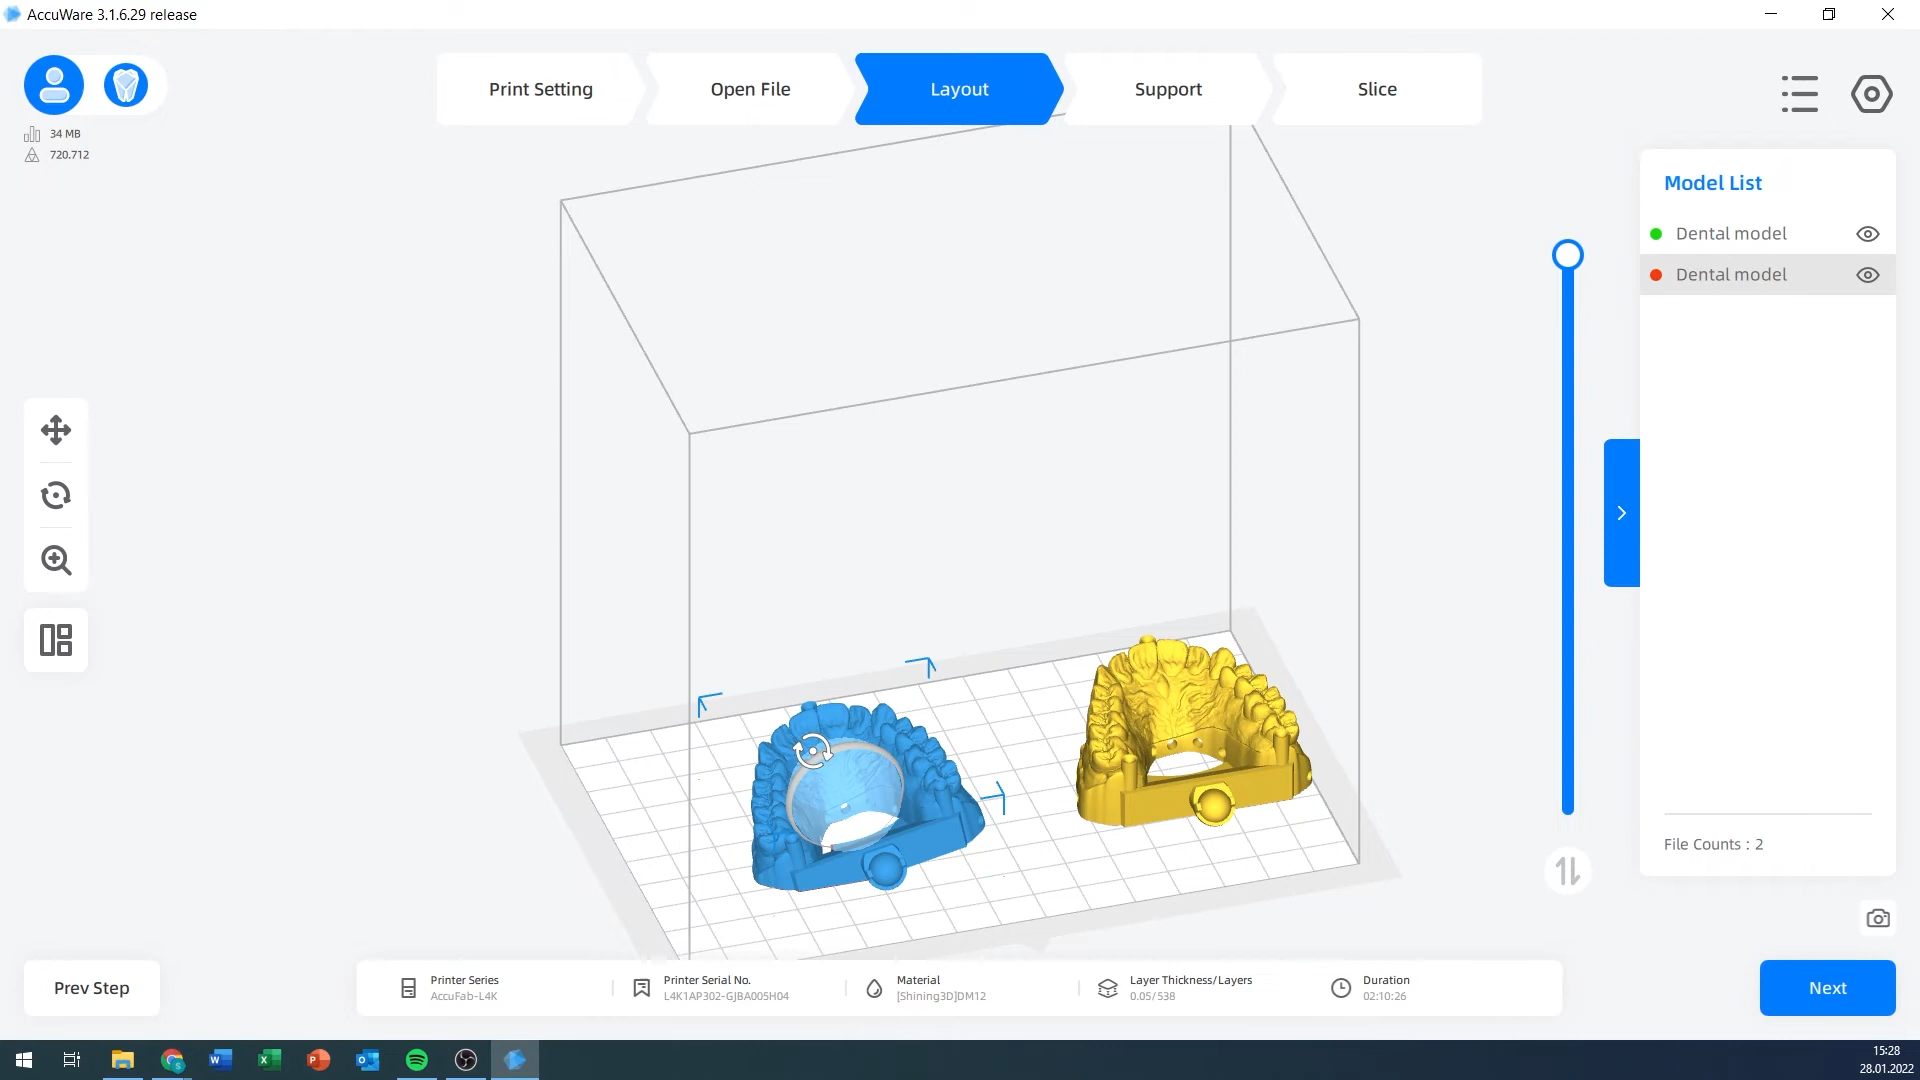 AccuWare 3.1.6.29 release
Print Setting
Open File
Layout
Support
Slice
34 MB
720.712
Model List
Dental model
Dental model
File Counts : 2
Prev Step
Printer Series
AccuFab-L4K
Printer Serial No.
L4K1AP302-GJBA005H04
Material
[Shining3D]DM12
Layer Thickness/Layers
0.05/538
Duration
02:10:26
Next
15:28
28.01.2022